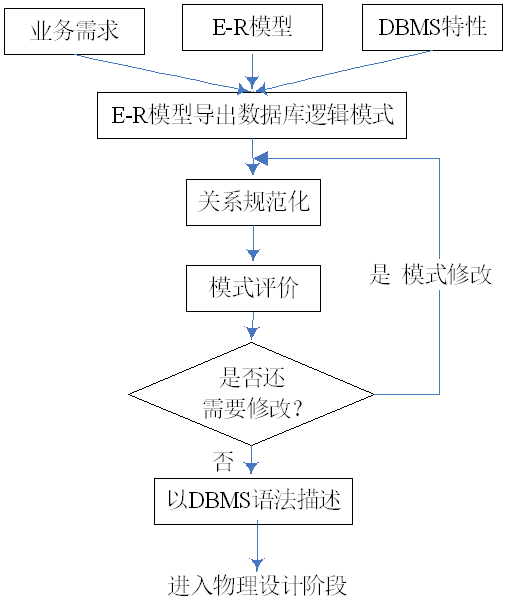 业务需求
E-R模型
DBMS特性
E-R模型导出数据库逻辑模式
关系规范化
模式评价
是 模式修改
是否还
需要修改?
否
以DBMS语法描述
进入物理设计阶段